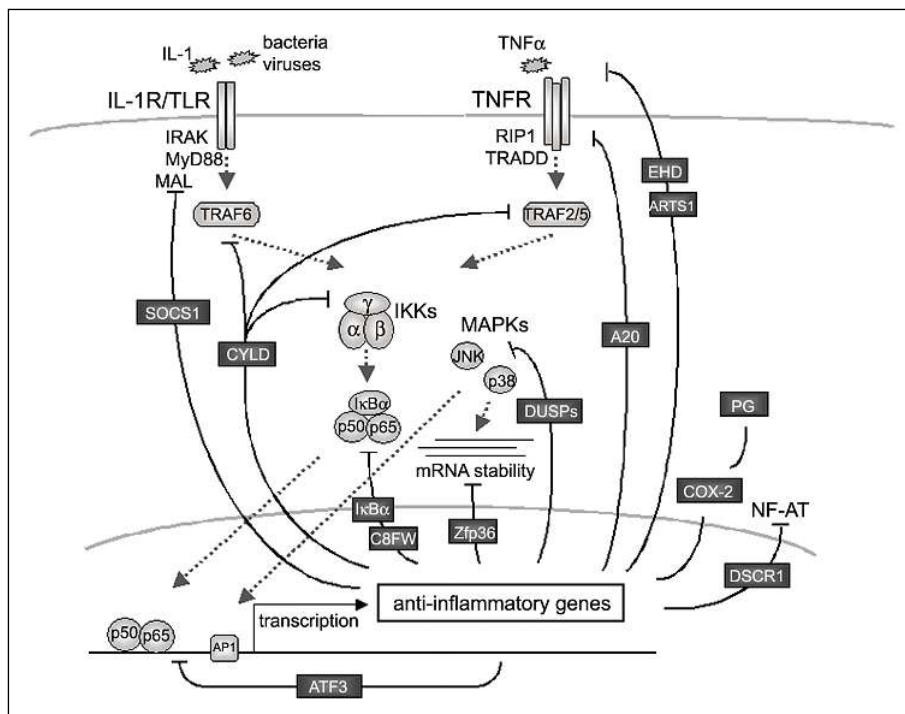 IL-1
bacteria
viruses
TNFα
IL-1R/TLR
TNFR
IRAK
MyD88
MAL
RIP1
TRADD
EHD
ARTS1
TRAF6
TRAF2/5
SOCS1
CYLD
γ
α β
IKKs
MAPKs
JNK
p38
A20
DUSPs
IκBα
p50 p65
mRNA stability
PG
COX-2
NF-AT
IκBα
C8FW
Zfp36
DSCR1
anti-inflammatory genes
transcription
p50 p65
AP1
ATF3